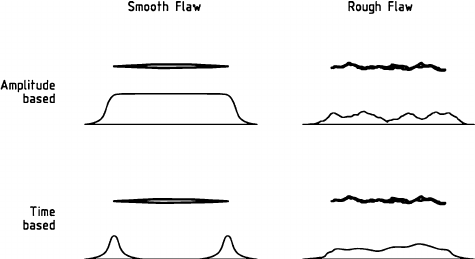 Smooth Flaw
Rough Flaw
Amplitude
based
Time
based